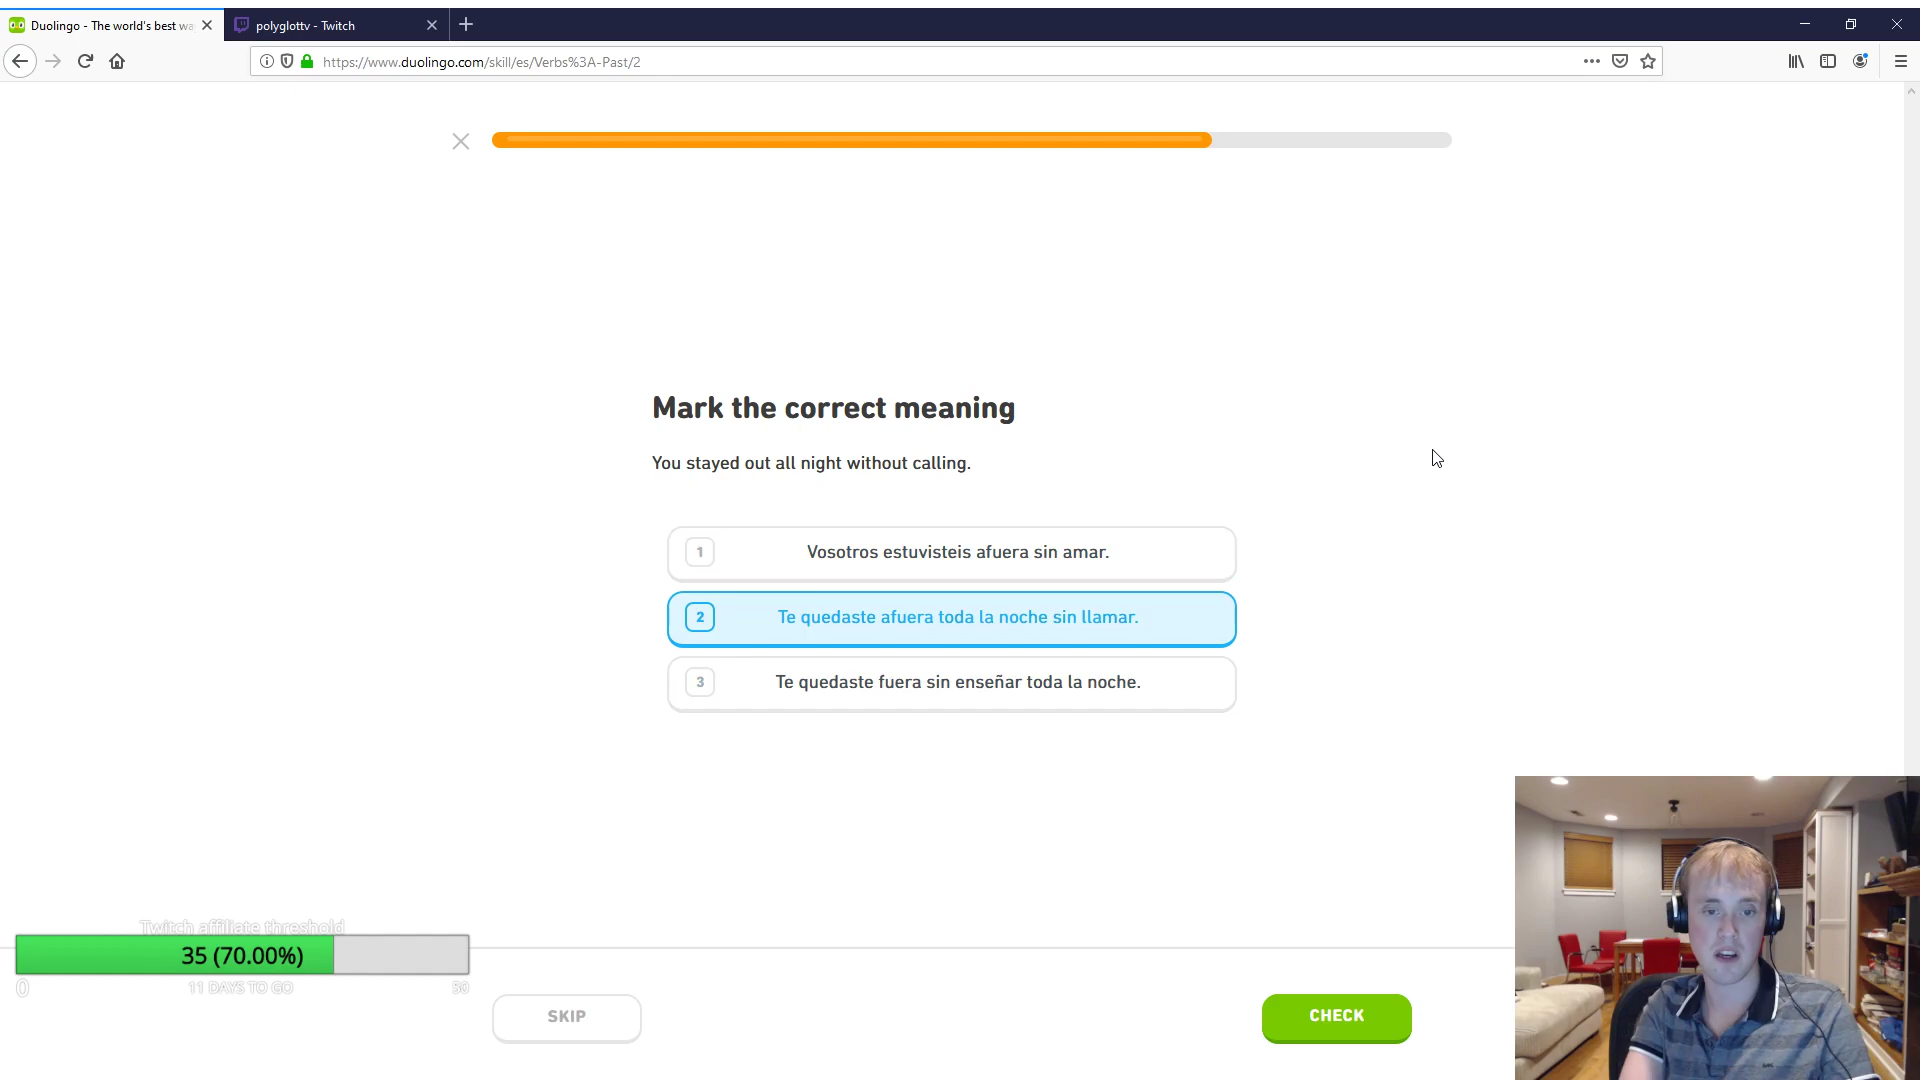 Duolingo - The world's best wa
polyglottv - Twitch
https://www.duolingo.com/skill/es/Verbs%3A-Past/2
Mark the correct meaning
You stayed out all night without calling.
1 Vosotros estuvisteis afuera sin amar.
2 Te quedaste afuera toda la noche sin llamar.
3 Te quedaste fuera sin enseñar toda la noche.
Twitch affiliate threshold
35 (70.00%)
0 11 DAYS TO GO 50
SKIP CHECK